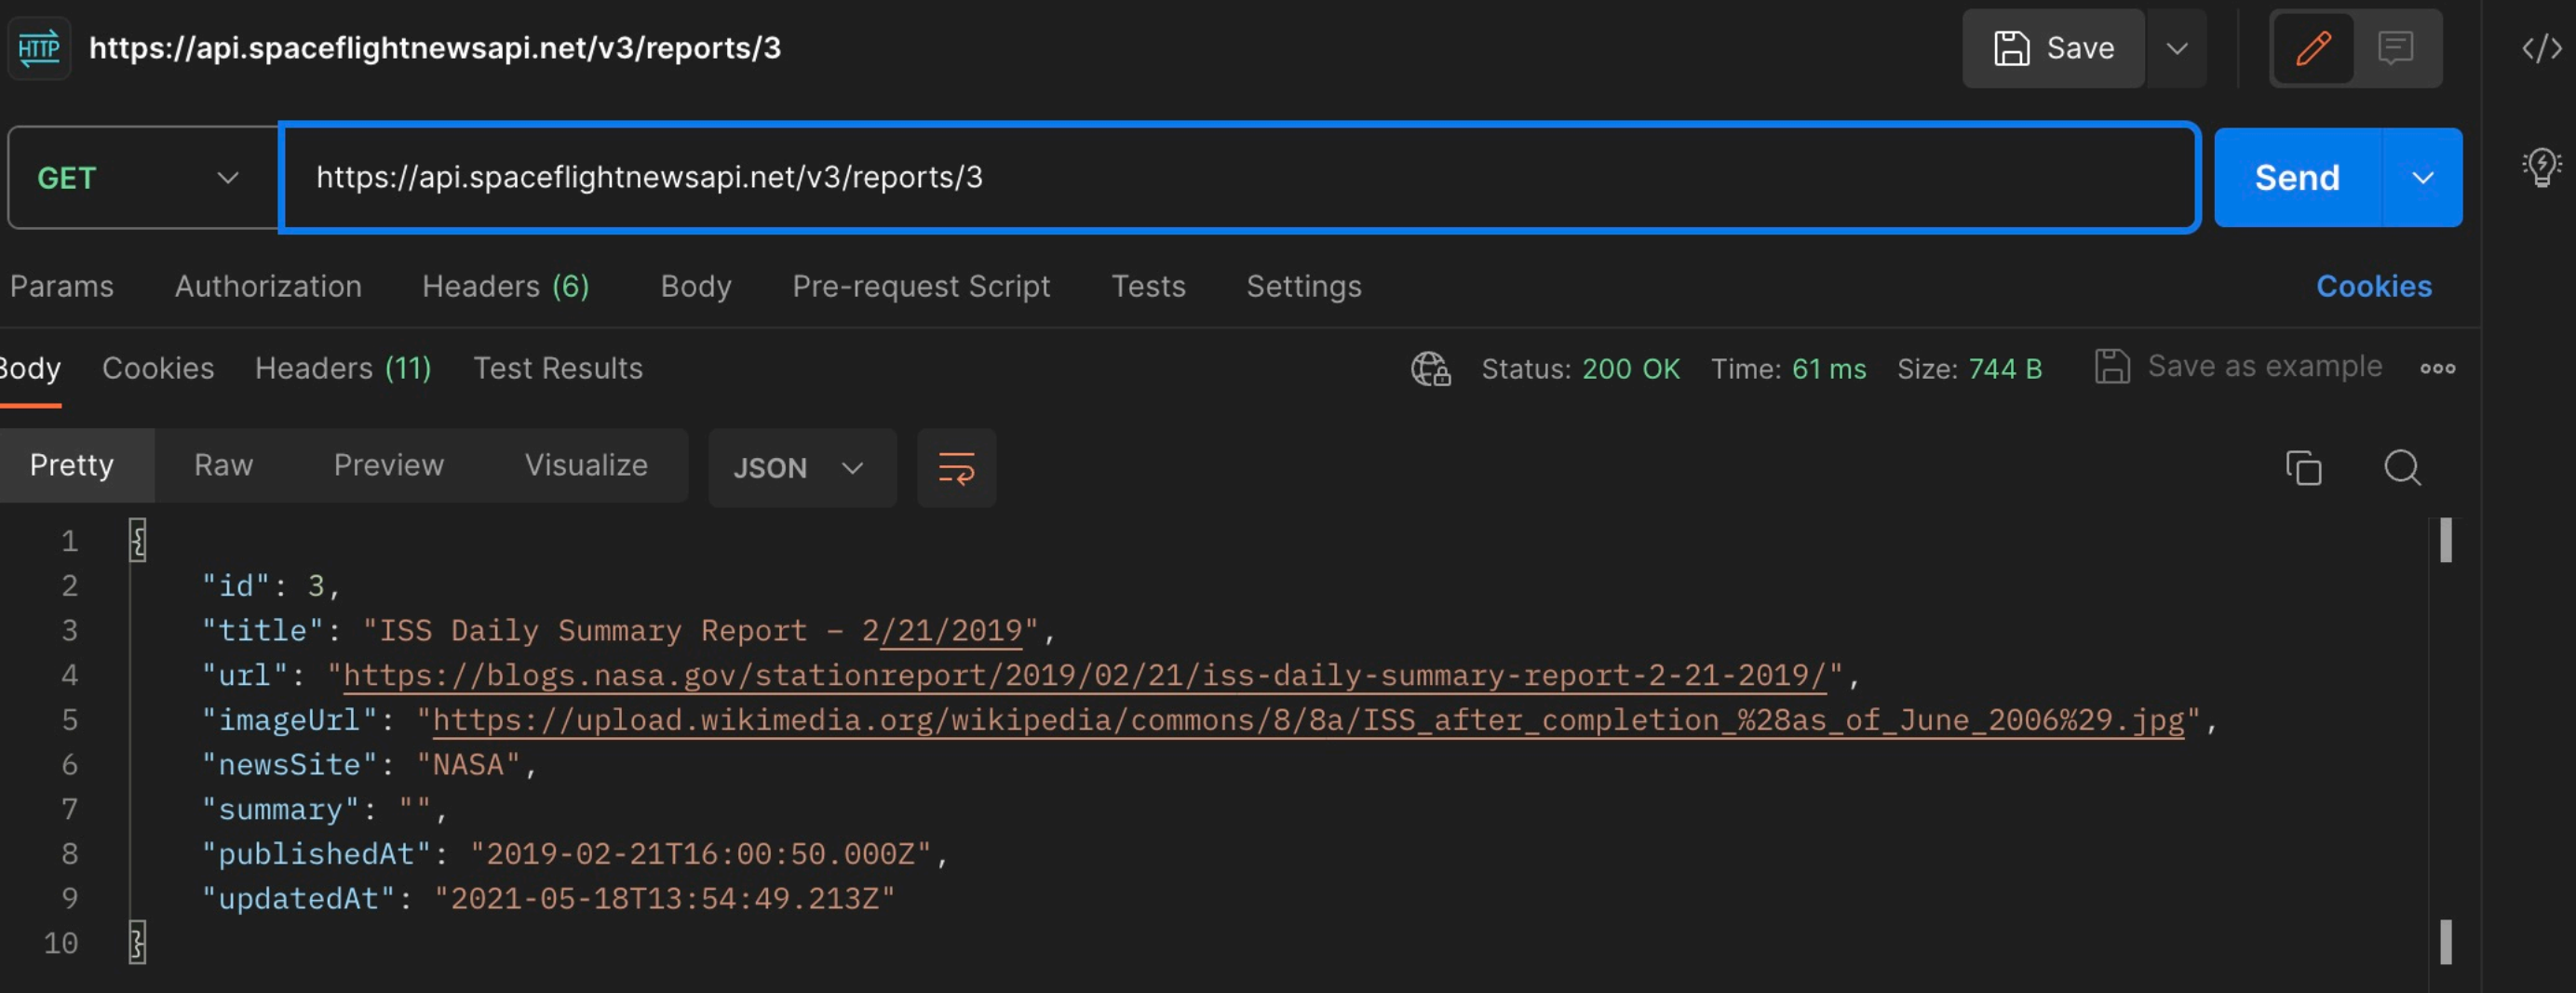 HTTP https://api.spaceflightnewsapi.net/v3/reports/3 Save
GET https://api.spaceflightnewsapi.net/v3/reports/3 Send
Params Authorization Headers (6) Body Pre-request Script Tests Settings Cookies
Body Cookies Headers (11) Test Results Status: 200 OK Time: 61 ms Size: 744 B Save as example
Pretty Raw Preview Visualize JSON
1 {
2 "id": 3,
3 "title": "ISS Daily Summary Report – 2/21/2019",
4 "url": "https://blogs.nasa.gov/stationreport/2019/02/21/iss-daily-summary-report-2-21-2019/",
5 "imageUrl": "https://upload.wikimedia.org/wikipedia/commons/8/8a/ISS_after_completion_%28as_of_June_2006%29.jpg",
6 "newsSite": "NASA",
7 "summary": "",
8 "publishedAt": "2019-02-21T16:00:50.000Z",
9 "updatedAt": "2021-05-18T13:54:49.213Z"
10 }